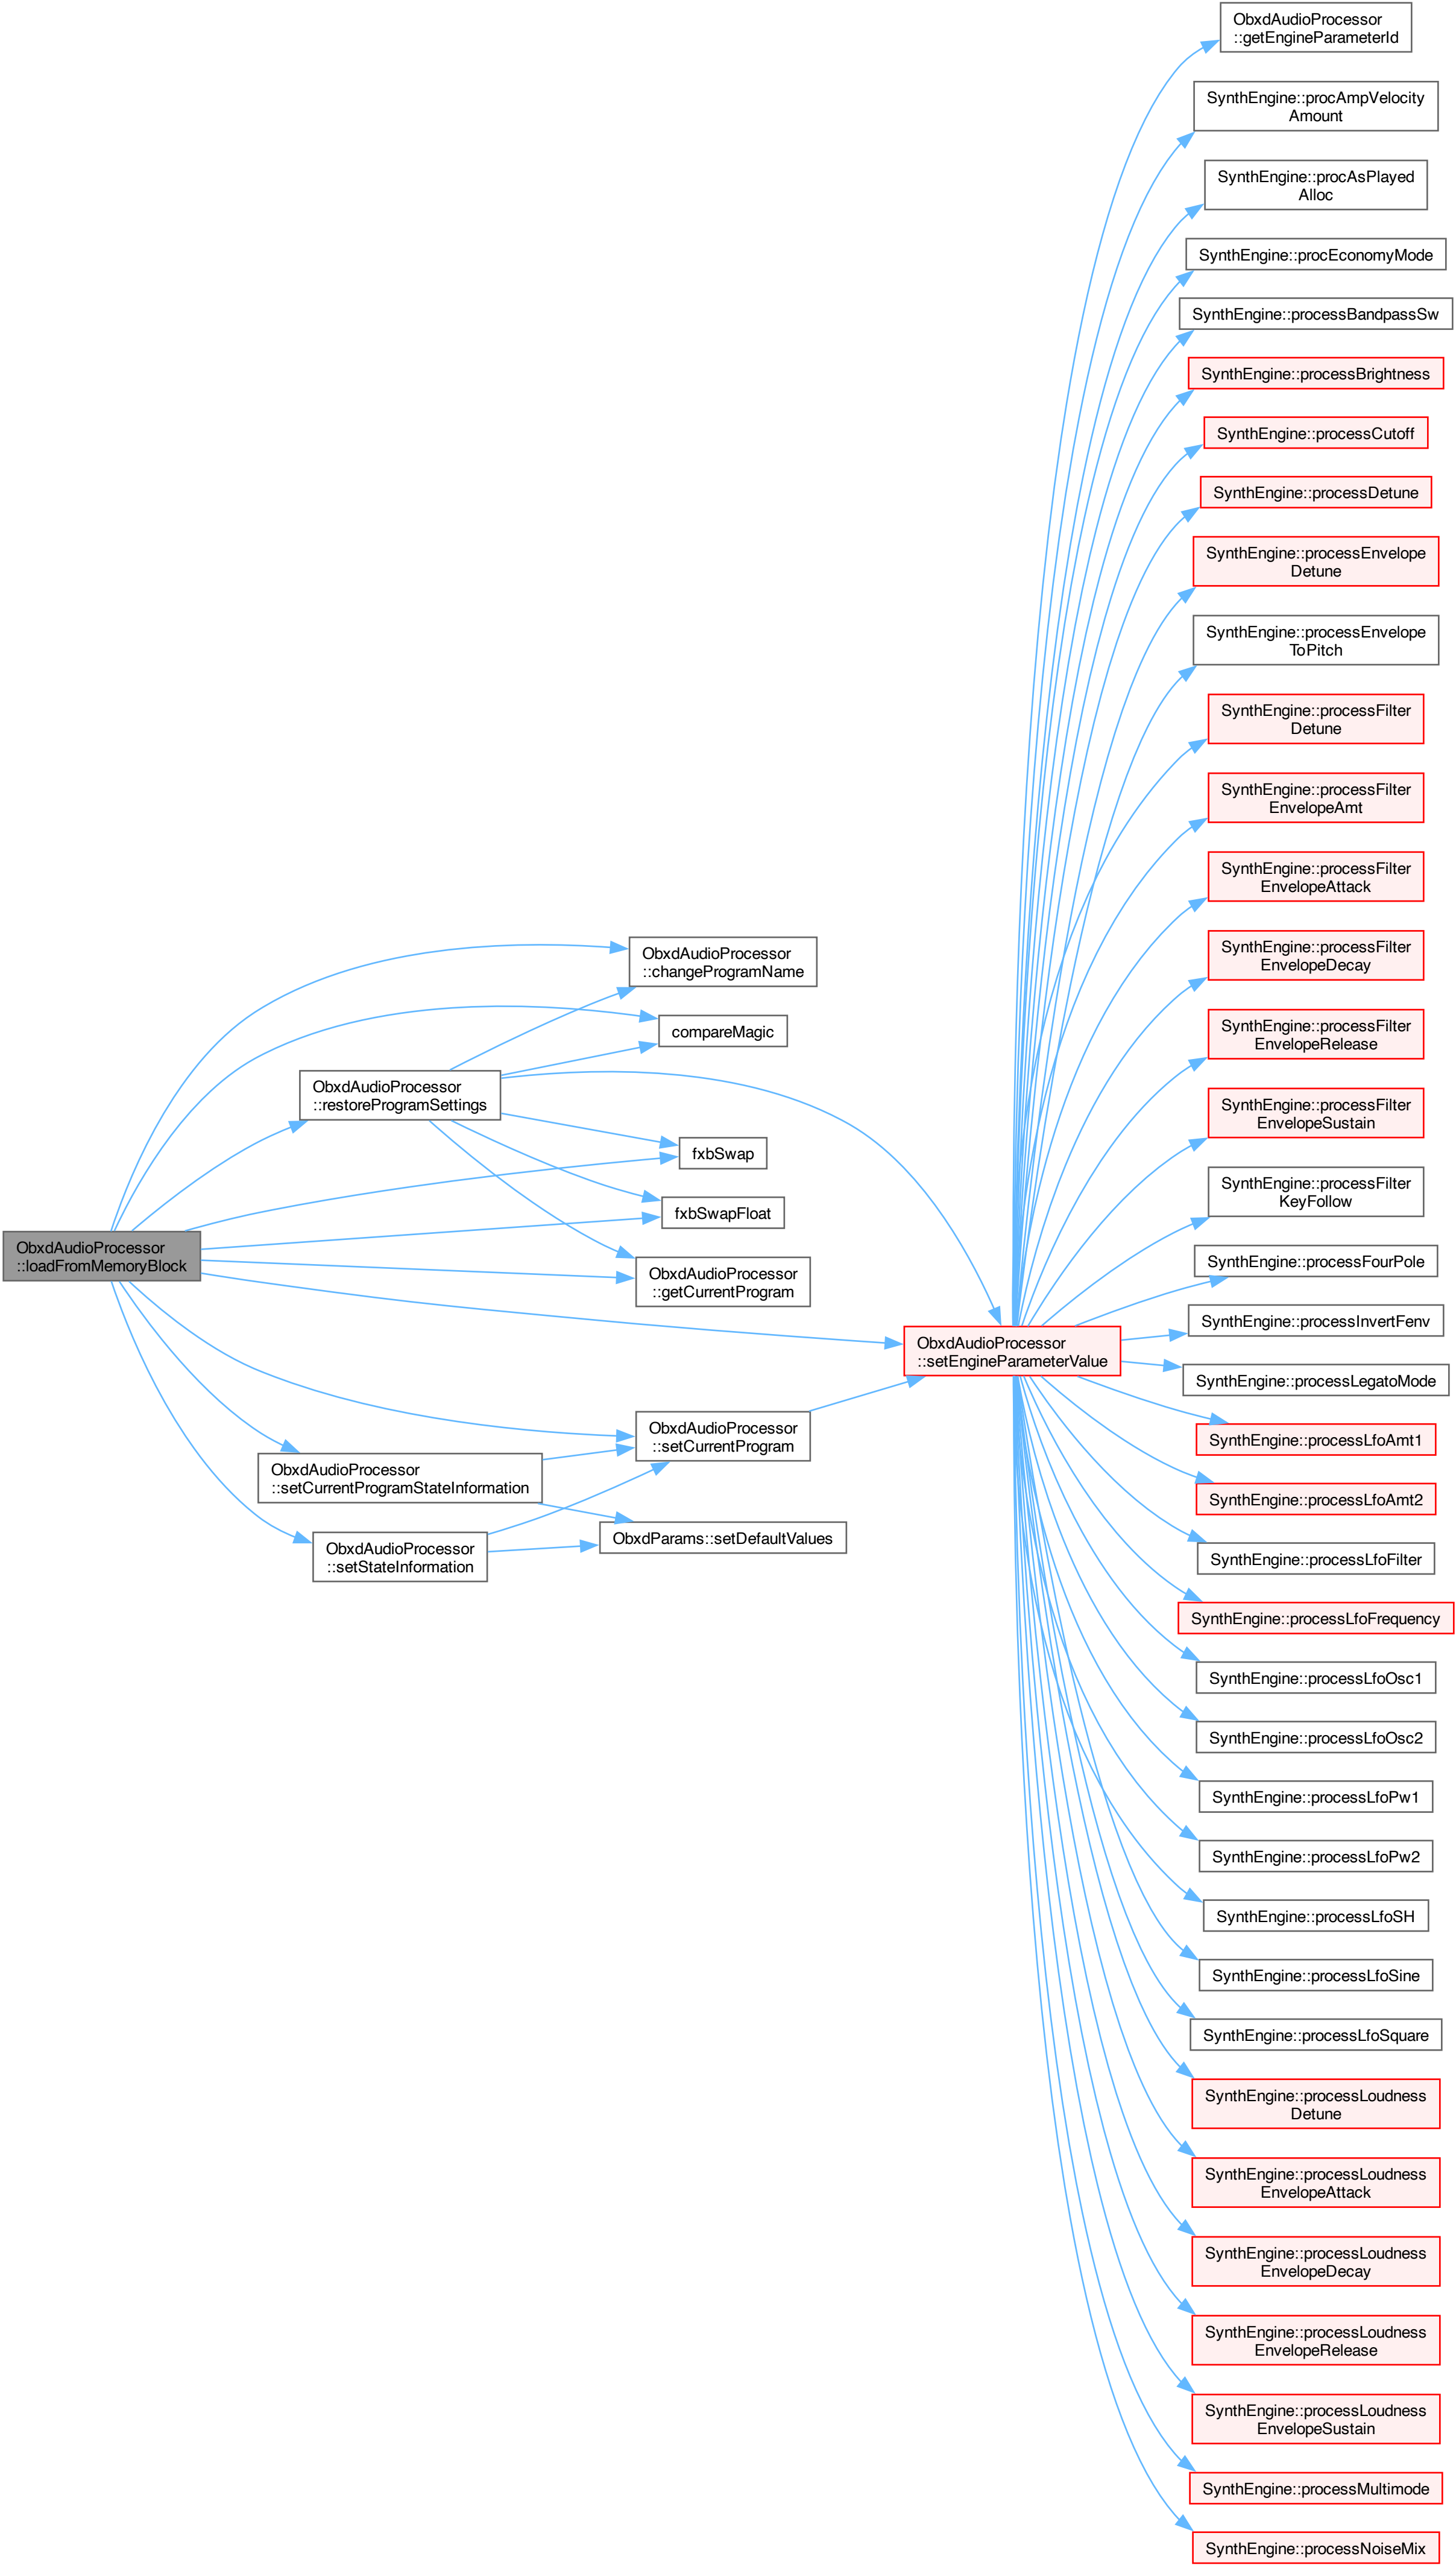 ObxdAudioProcessor
::loadFromMemoryBlock
ObxdAudioProcessor
::changeProgramName
compareMagic
ObxdAudioProcessor
::restoreProgramSettings
fxbSwap
fxbSwapFloat
ObxdAudioProcessor
::getCurrentProgram
ObxdAudioProcessor
::setEngineParameterValue
ObxdAudioProcessor
::setCurrentProgram
ObxdAudioProcessor
::setCurrentProgramStateInformation
ObxdParams::setDefaultValues
ObxdAudioProcessor
::setStateInformation
ObxdAudioProcessor
::getEngineParameterId
SynthEngine::procAmpVelocity
Amount
SynthEngine::procAsPlayed
Alloc
SynthEngine::procEconomyMode
SynthEngine::processBandpassSw
SynthEngine::processBrightness
SynthEngine::processCutoff
SynthEngine::processDetune
SynthEngine::processEnvelope
Detune
SynthEngine::processEnvelope
ToPitch
SynthEngine::processFilter
Detune
SynthEngine::processFilter
EnvelopeAmt
SynthEngine::processFilter
EnvelopeAttack
SynthEngine::processFilter
EnvelopeDecay
SynthEngine::processFilter
EnvelopeRelease
SynthEngine::processFilter
EnvelopeSustain
SynthEngine::processFilter
KeyFollow
SynthEngine::processFourPole
SynthEngine::processInvertFenv
SynthEngine::processLegatoMode
SynthEngine::processLfoAmt1
SynthEngine::processLfoAmt2
SynthEngine::processLfoFilter
SynthEngine::processLfoFrequency
SynthEngine::processLfoOsc1
SynthEngine::processLfoOsc2
SynthEngine::processLfoPw1
SynthEngine::processLfoPw2
SynthEngine::processLfoSH
SynthEngine::processLfoSine
SynthEngine::processLfoSquare
SynthEngine::processLoudness
Detune
SynthEngine::processLoudness
EnvelopeAttack
SynthEngine::processLoudness
EnvelopeDecay
SynthEngine::processLoudness
EnvelopeRelease
SynthEngine::processLoudness
EnvelopeSustain
SynthEngine::processMultimode
SynthEngine::processNoiseMix